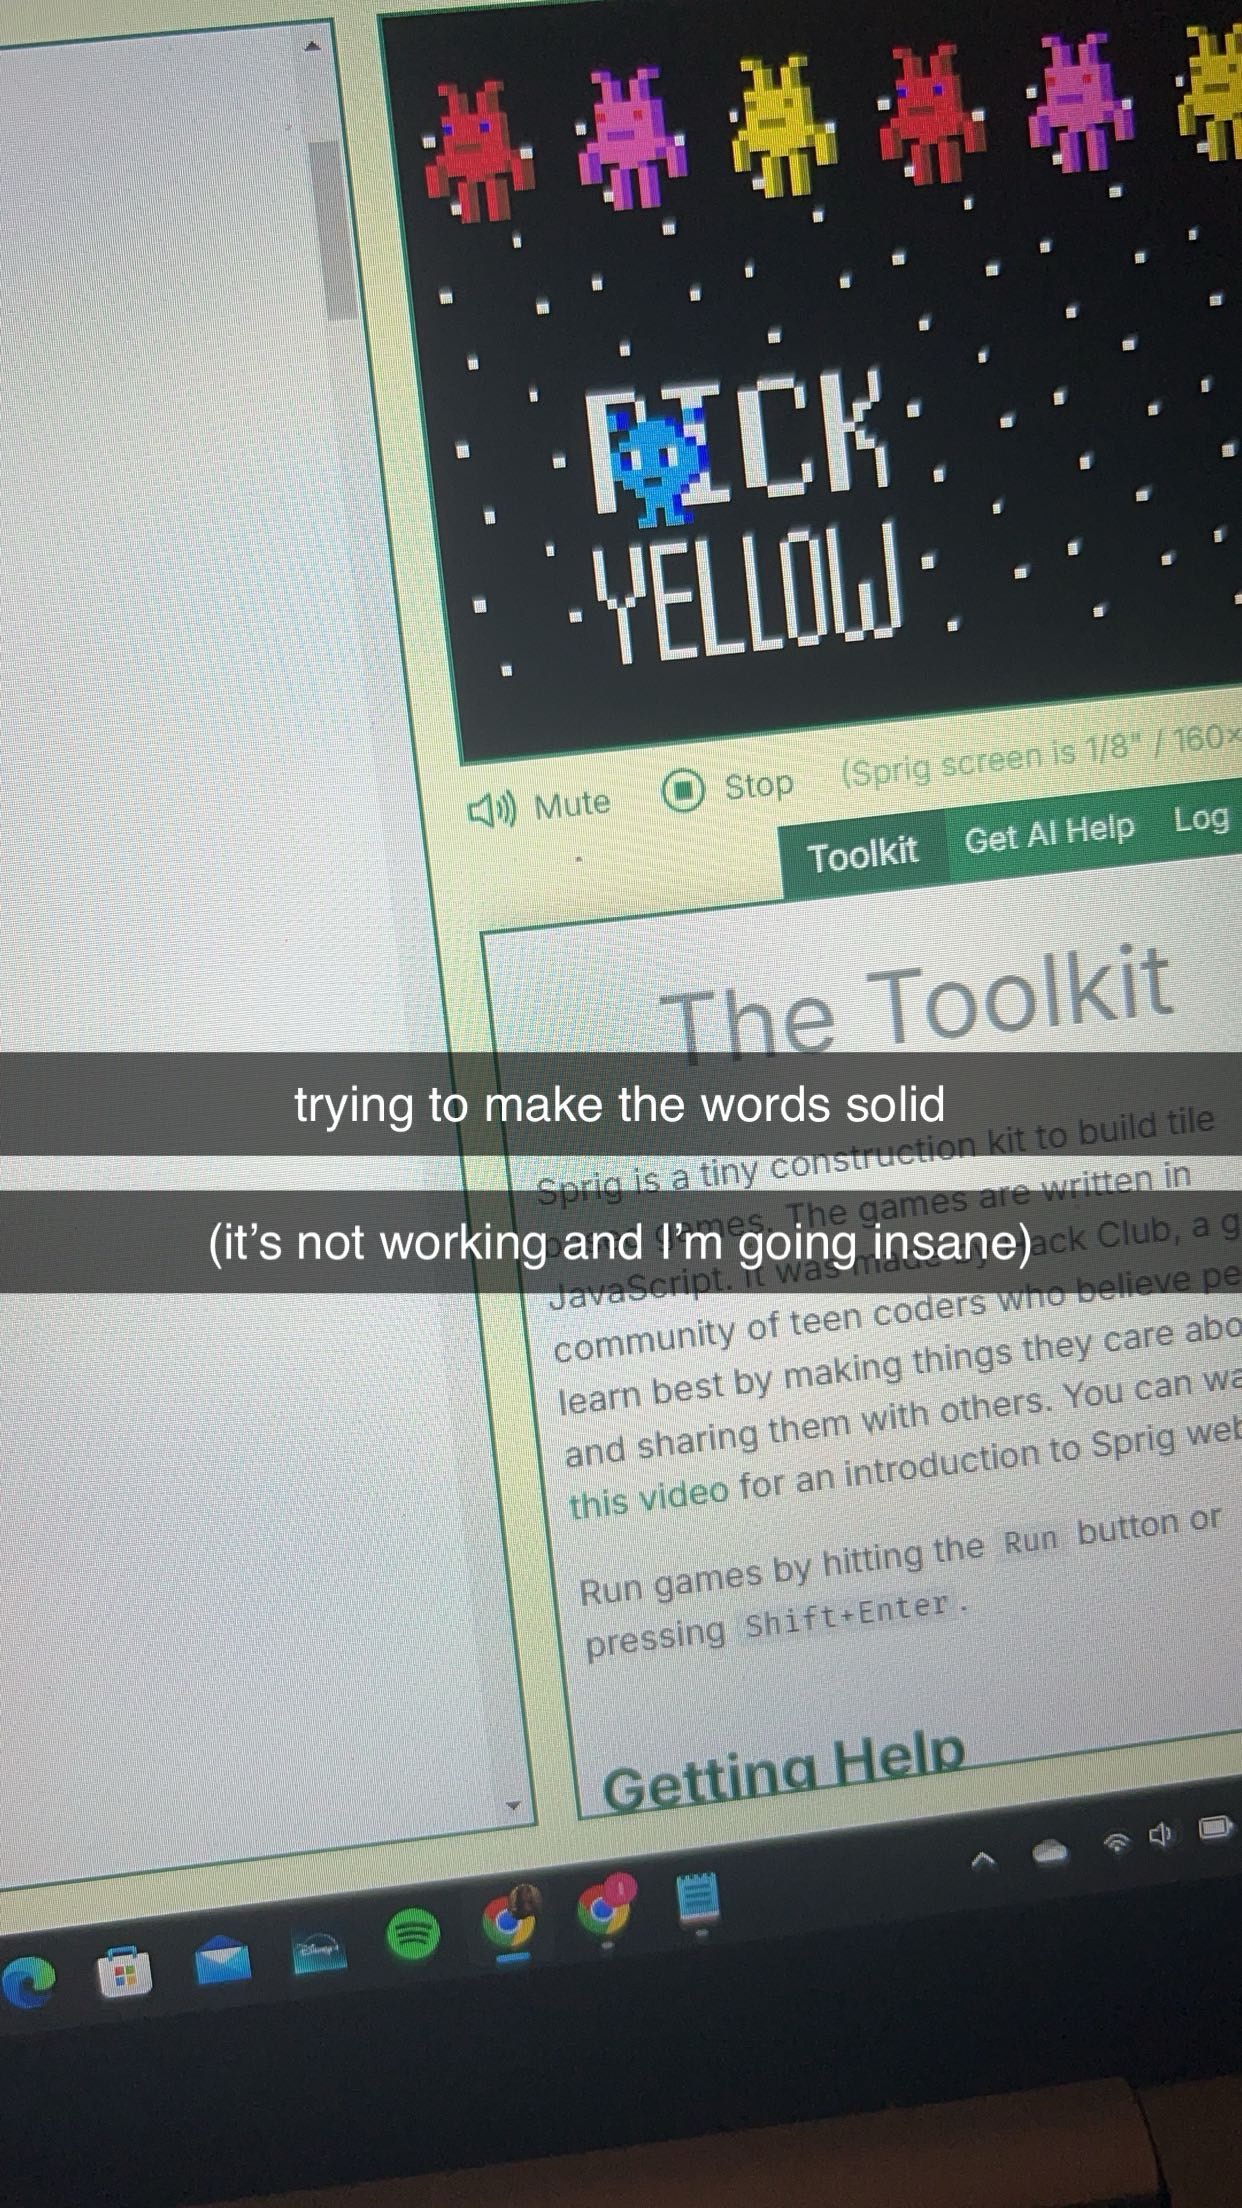 PICK
YELLOW
Mute
Stop
(Sprig screen is 1/8" / 160×
Toolkit
Get AI Help
Log
The Toolkit
trying to make the words solid
Sprig is a tiny construction kit to build tile
games. The games are written in
(it's not working and I'm going insane)
JavaScript. It was made by Hack Club, a g
community of teen coders who believe pe
learn best by making things they care abo
and sharing them with others. You can wa
this video for an introduction to Sprig web
Run games by hitting the Run button or
pressing Shift+Enter.
Getting Help
Disney+